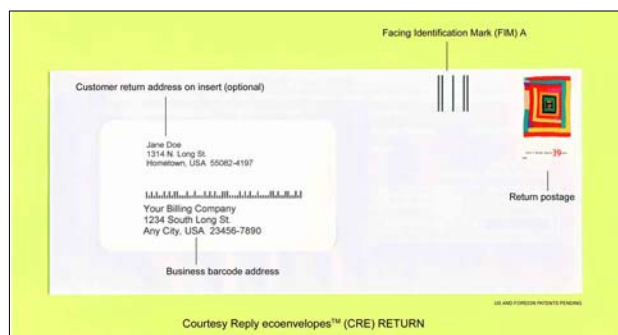 Facing Identification Mark (FIM) A
Customer return address on insert (optional)
Jane Doe
1314 N. Long St.
Hometown, USA 55082-4197
39
Return postage
Your Billing Company
1234 South Long St.
Any City, USA 23456-7890
Business barcode address
US AND FOREIGN PATENTS PENDING
Courtesy Reply ecoenvelopes™ (CRE) RETURN